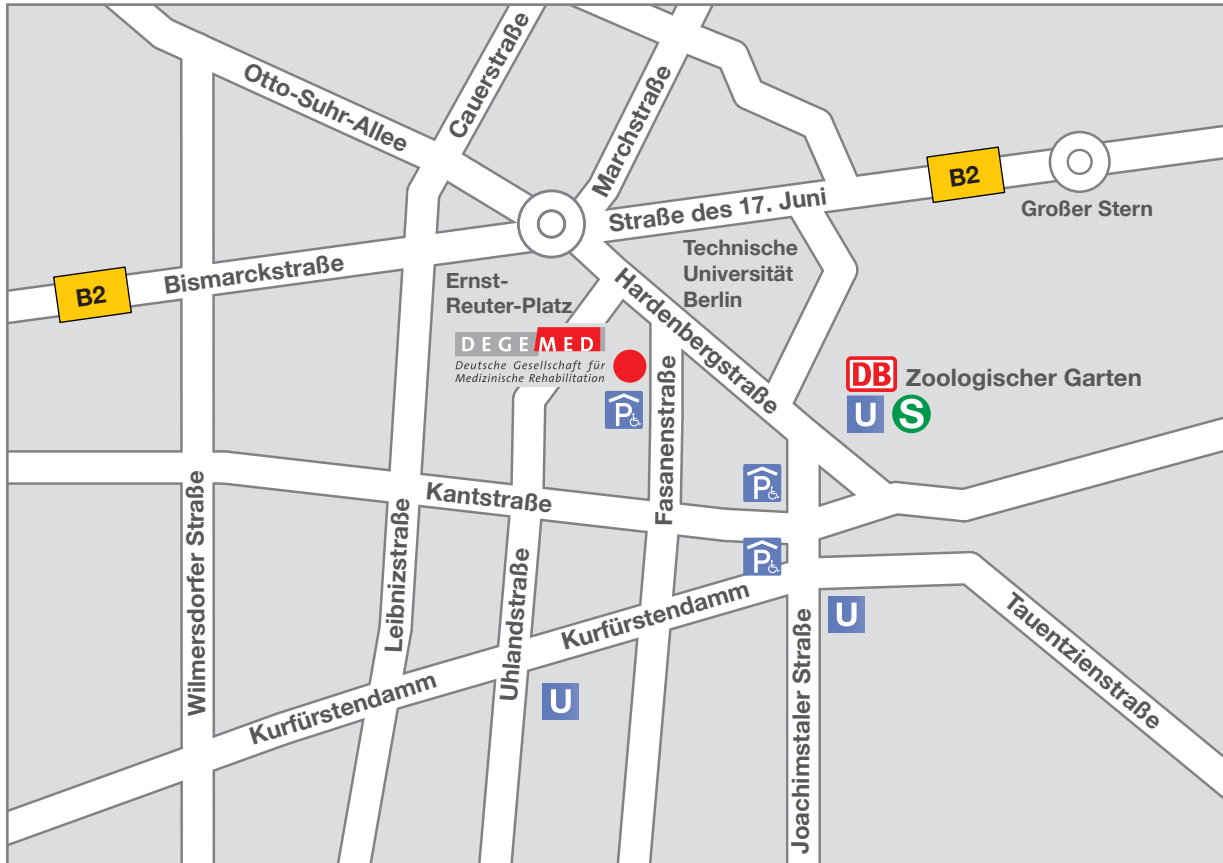 Otto-Suhr-Allee
Cauerstraße
Marchstraße
B2
Großer Stern
Straße des 17. Juni
Bismarckstraße
B2
Technische
Universität
Berlin
Ernst-
Reuter-Platz
Hardenbergstraße
DEGEMED
Deutsche Gesellschaft für
Medizinische Rehabilitation
DB Zoologischer Garten
U S
P
Fasanenstraße
P
Kantstraße
Wilmersdorfer Straße
Leibnizstraße
Uhlandstraße
P
Kurfürstendamm
U
Tauentzienstraße
Joachimstaler Straße
Kurfürstendamm
U